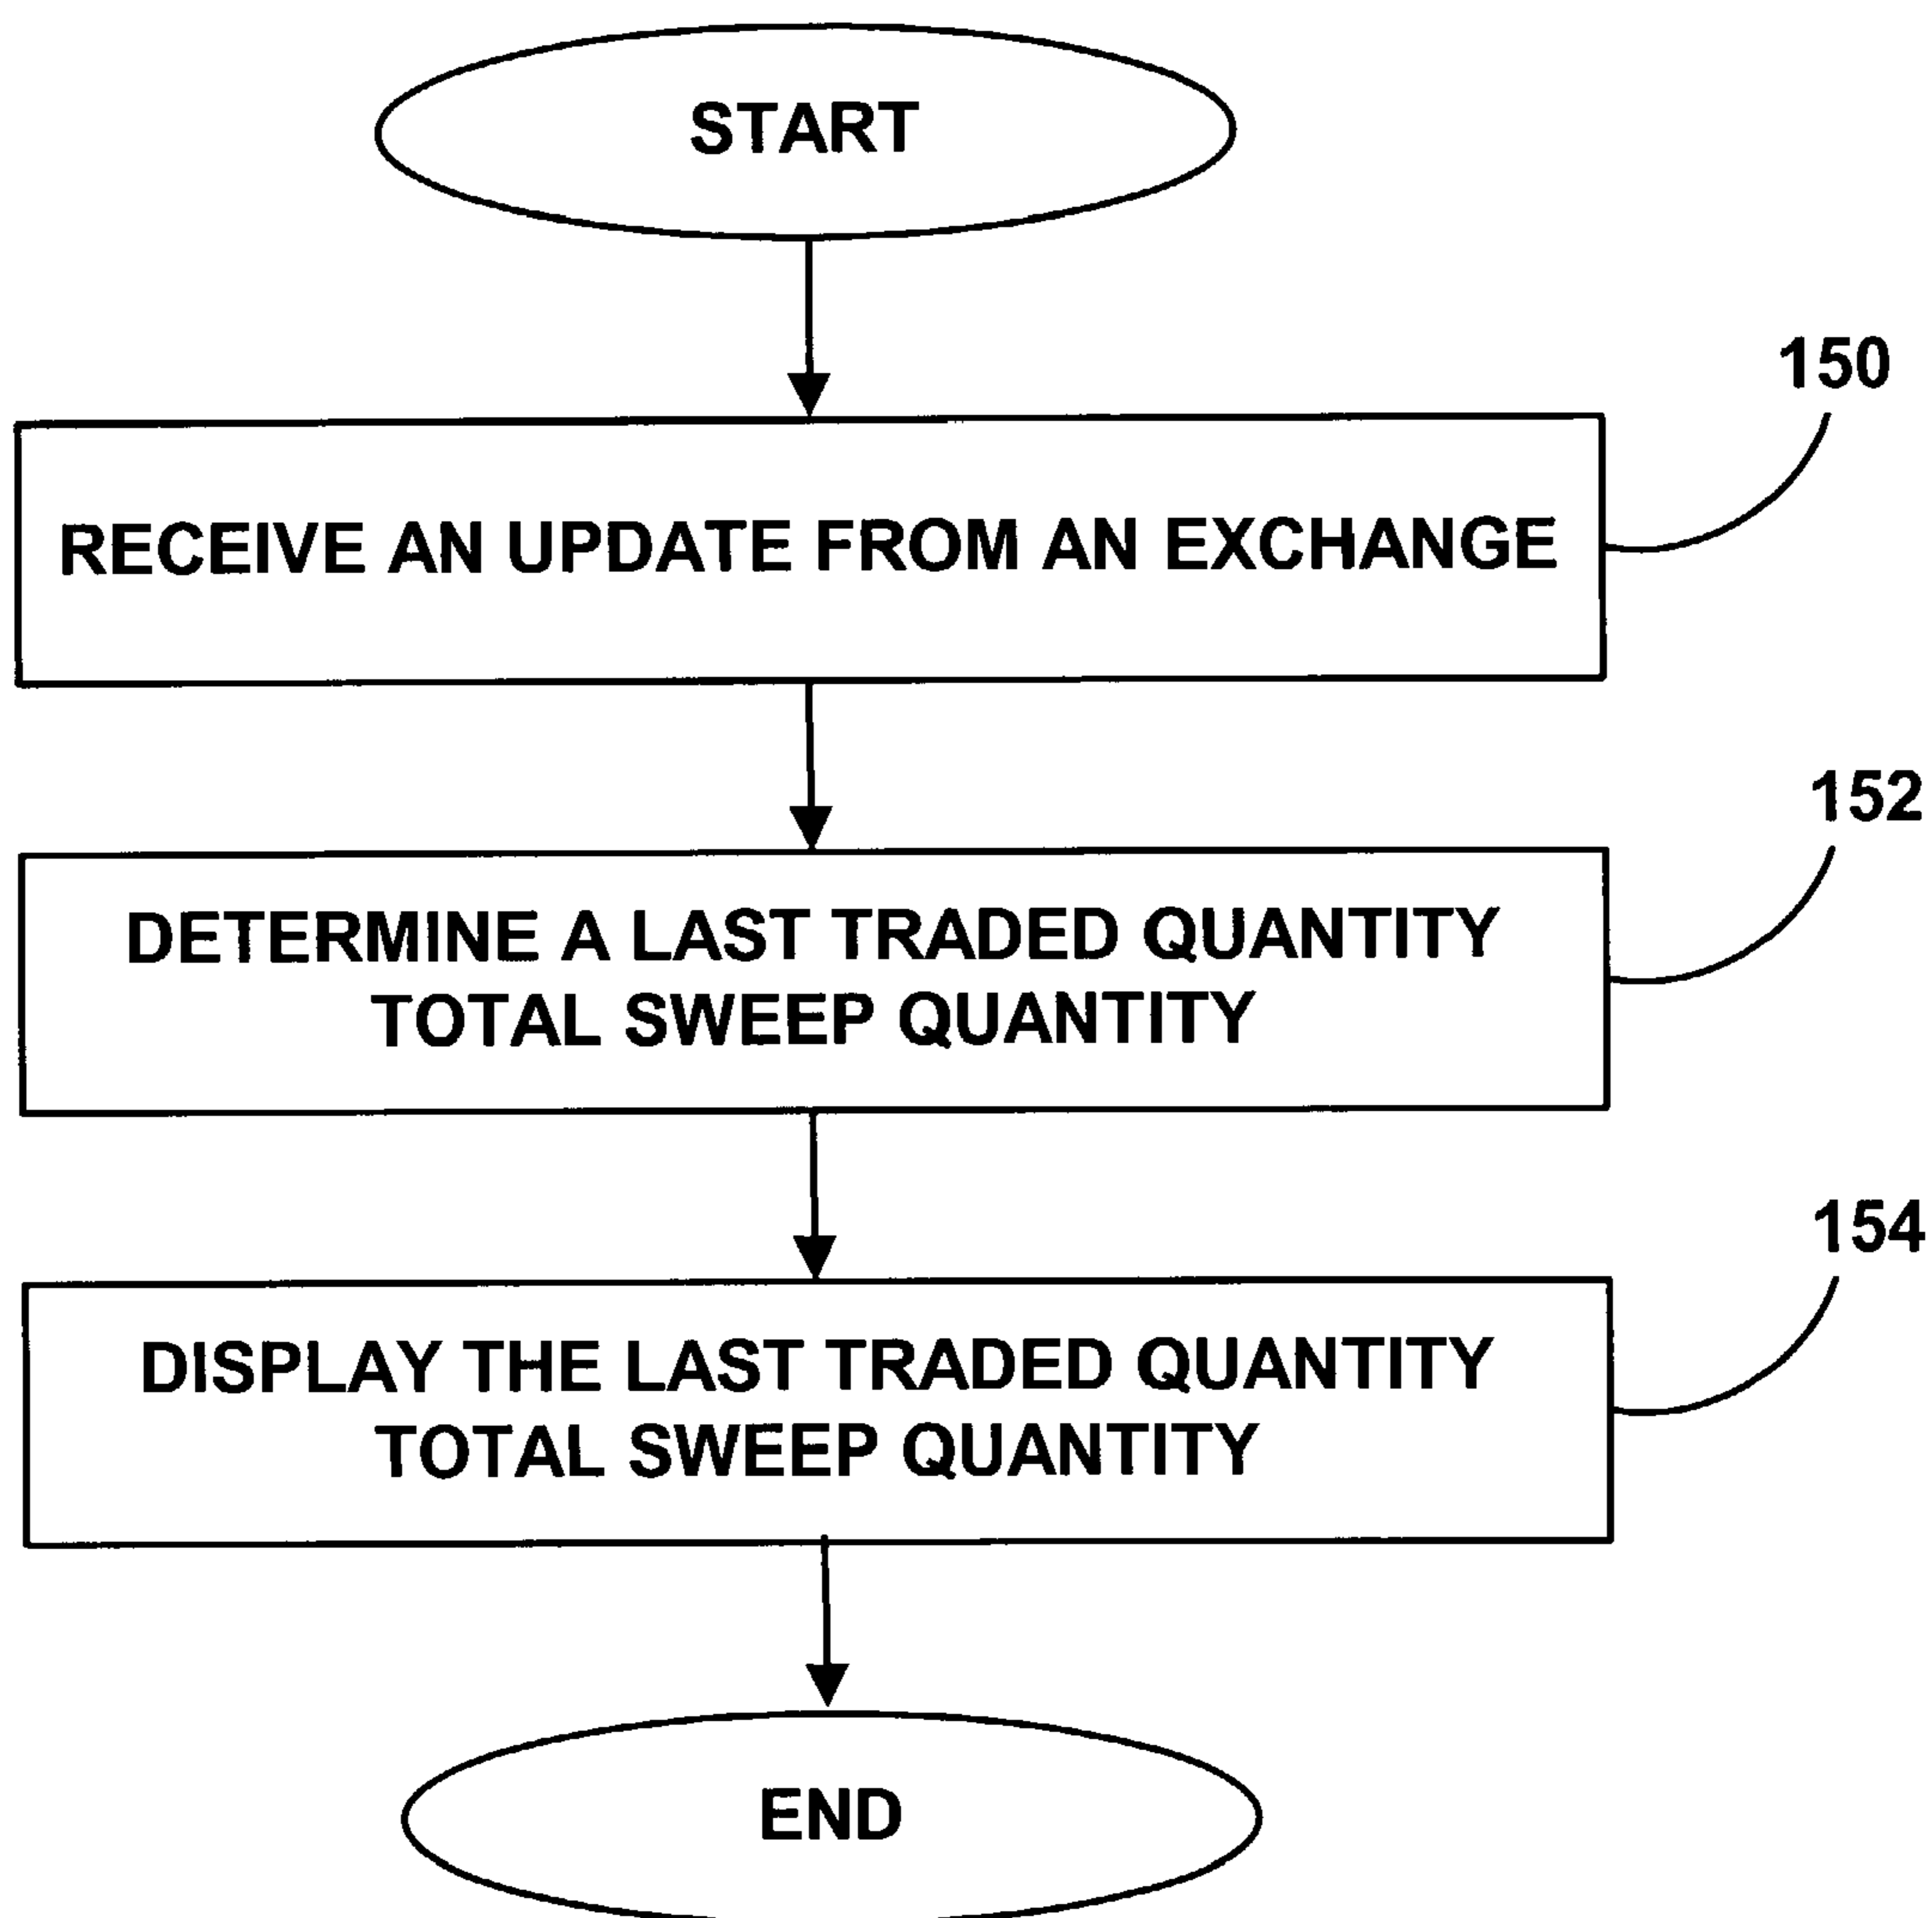 START
150
RECEIVE AN UPDATE FROM AN EXCHANGE
152
DETERMINE A LAST TRADED QUANTITY
TOTAL SWEEP QUANTITY
154
DISPLAY THE LAST TRADED QUANTITY
TOTAL SWEEP QUANTITY
END